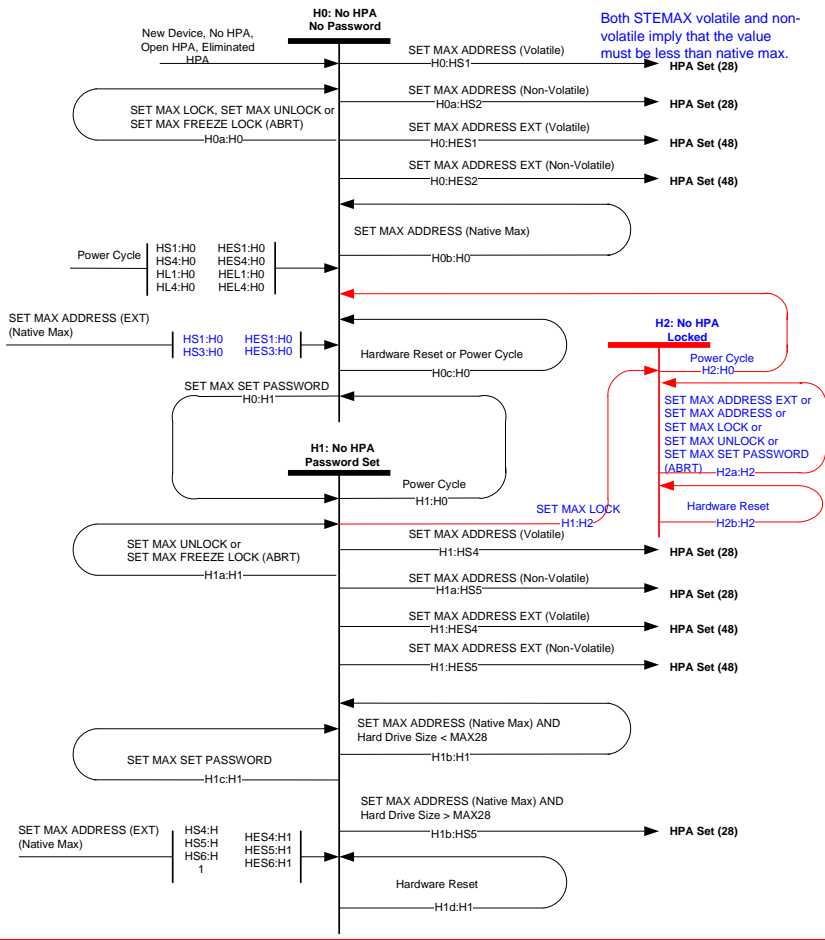 H0: No HPA
No Password
Both STEMAX volatile and non-
volatile imply that the value
must be less than native max.
New Device, No HPA,
Open HPA, Eliminated
HPA
SET MAX ADDRESS (Volatile)
H0:HS1
HPA Set (28)
SET MAX ADDRESS (Non-Volatile)
H0a:HS2
HPA Set (28)
SET MAX LOCK, SET MAX UNLOCK or
SET MAX FREEZE LOCK (ABRT)
H0a:H0
SET MAX ADDRESS EXT (Volatile)
H0:HES1
HPA Set (48)
SET MAX ADDRESS EXT (Non-Volatile)
H0:HES2
HPA Set (48)
SET MAX ADDRESS (Native Max)
H0b:H0
Power Cycle
HS1:H0 HES1:H0
HS4:H0 HES4:H0
HL1:H0 HEL1:H0
HL4:H0 HEL4:H0
SET MAX ADDRESS (EXT)
(Native Max)
HS1:H0 HES1:H0
HS3:H0 HES3:H0
Hardware Reset or Power Cycle
H0c:H0
H2: No HPA
Locked
Power Cycle
H2:H0
SET MAX ADDRESS EXT or
SET MAX ADDRESS or
SET MAX LOCK or
SET MAX UNLOCK or
SET MAX SET PASSWORD
(ABRT)
H2a:H2
Hardware Reset
H2b:H2
SET MAX SET PASSWORD
H0:H1
H1: No HPA
Password Set
Power Cycle
H1:H0
SET MAX LOCK
H1:H2
SET MAX UNLOCK or
SET MAX FREEZE LOCK (ABRT)
H1a:H1
SET MAX ADDRESS (Volatile)
H1:HS4
HPA Set (28)
SET MAX ADDRESS (Non-Volatile)
H1a:HS5
HPA Set (28)
SET MAX ADDRESS EXT (Volatile)
H1:HES4
HPA Set (48)
SET MAX ADDRESS EXT (Non-Volatile)
H1:HES5
HPA Set (48)
SET MAX ADDRESS (Native Max) AND
Hard Drive Size < MAX28
H1b:H1
SET MAX SET PASSWORD
H1c:H1
SET MAX ADDRESS (Native Max) AND
Hard Drive Size > MAX28
H1b:HS5
HPA Set (28)
SET MAX ADDRESS (EXT)
(Native Max)
HS4:H HES4:H1
HS5:H HES5:H1
HS6:H HES6:H1
1
Hardware Reset
H1d:H1